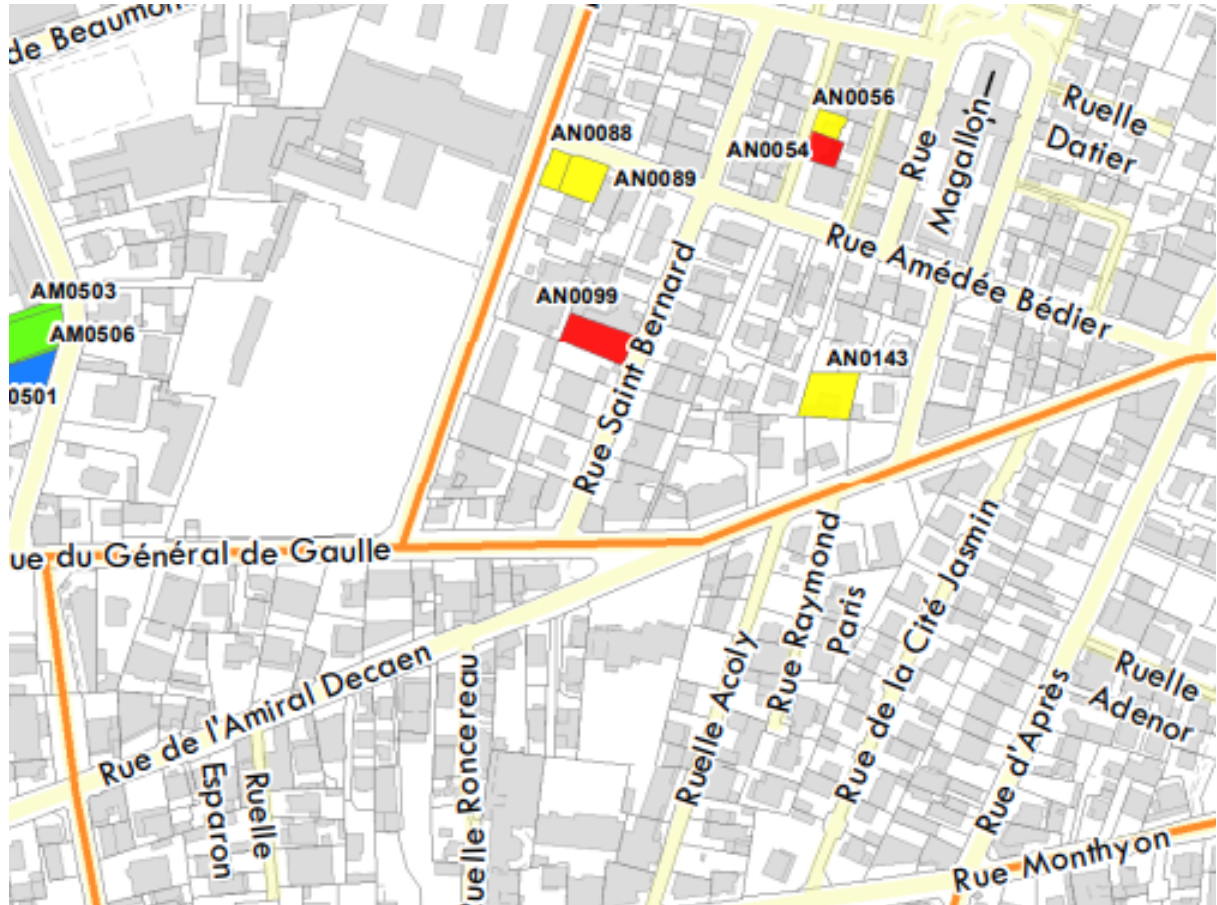 de Beaumon
AN0056
AN0088
AN0054
AN0089
Rue
Magallon
Ruelle
Datier
Rue Amédée Bédier
AM0503
AM0506
0501
AN0099
Rue Saint Bernard
AN0143
ue du Général de Gaulle
Rue de l'Amiral Decaen
Ruelle
Esparon
uelle Roncereau
Ruelle Acoly
Rue Raymond
Paris
Rue de la Cité Jasmin
Rue d'Après
Ruelle
Adenor
Rue Monthyon